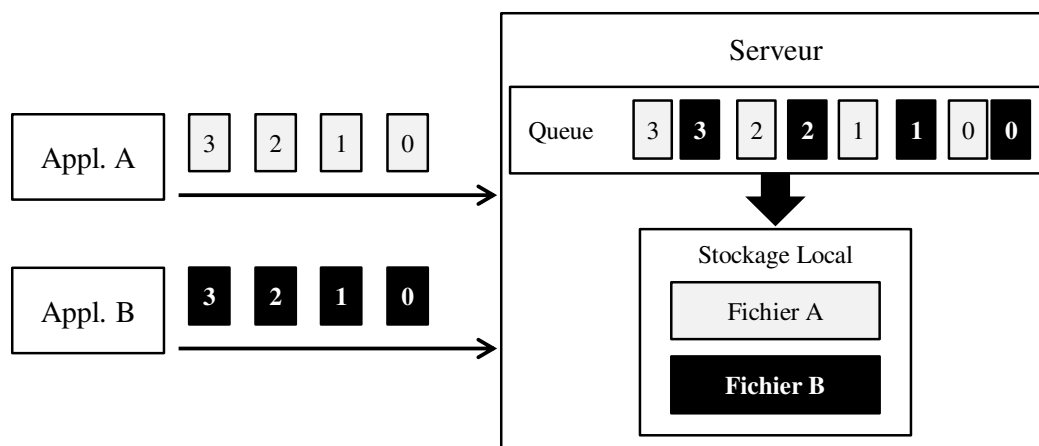 Serveur
Appl. A
3 2 1 0
Queue 3 3 2 2 1 1 0 0
Appl. B
3 2 1 0
Stockage Local
Fichier A
Fichier B